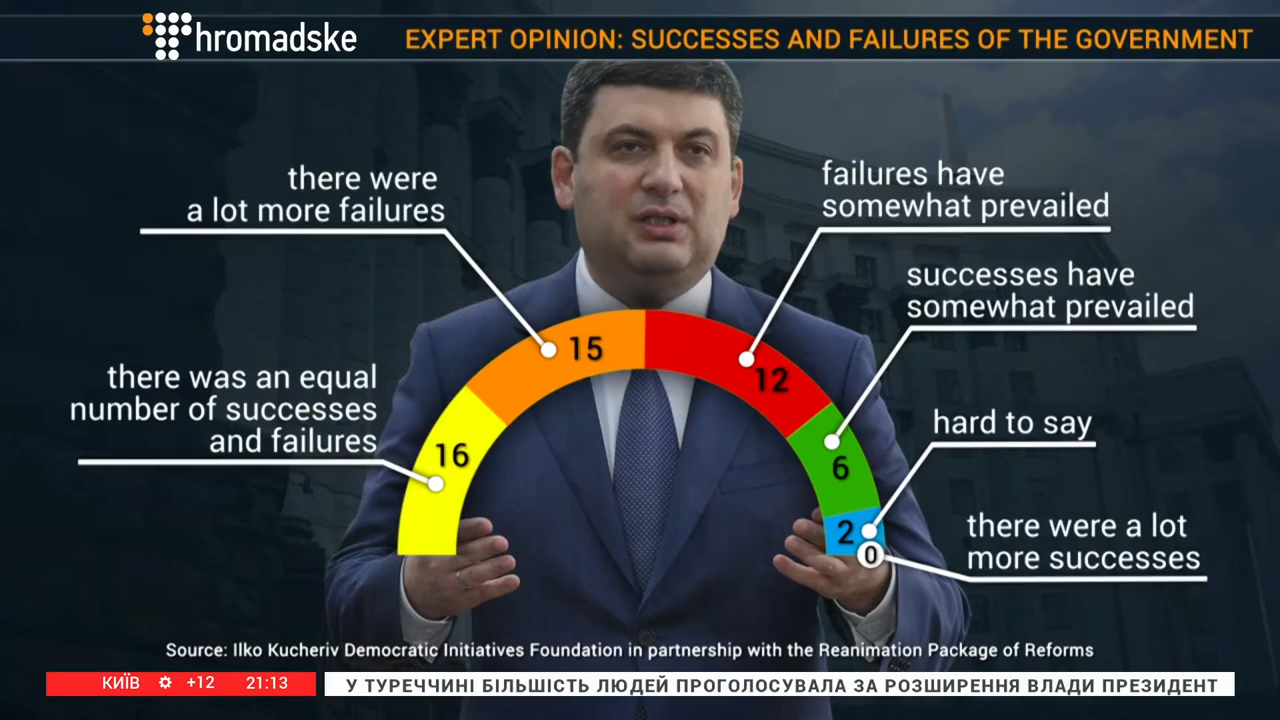 hromadske
EXPERT OPINION: SUCCESSES AND FAILURES OF THE GOVERNMENT
there were
a lot more failures
failures have
somewhat prevailed
successes have
somewhat prevailed
there was an equal
number of successes
and failures
hard to say
there were a lot
more successes
15
12
16
6
2
0
Source: Ilko Kucheriv Democratic Initiatives Foundation in partnership with the Reanimation Package of Reforms
КИЇВ +12 21:13
У ТУРЕЧЧИНІ БІЛЬШІСТЬ ЛЮДЕЙ ПРОГОЛОСУВАЛА ЗА РОЗШИРЕННЯ ВЛАДИ ПРЕЗИДЕНТ